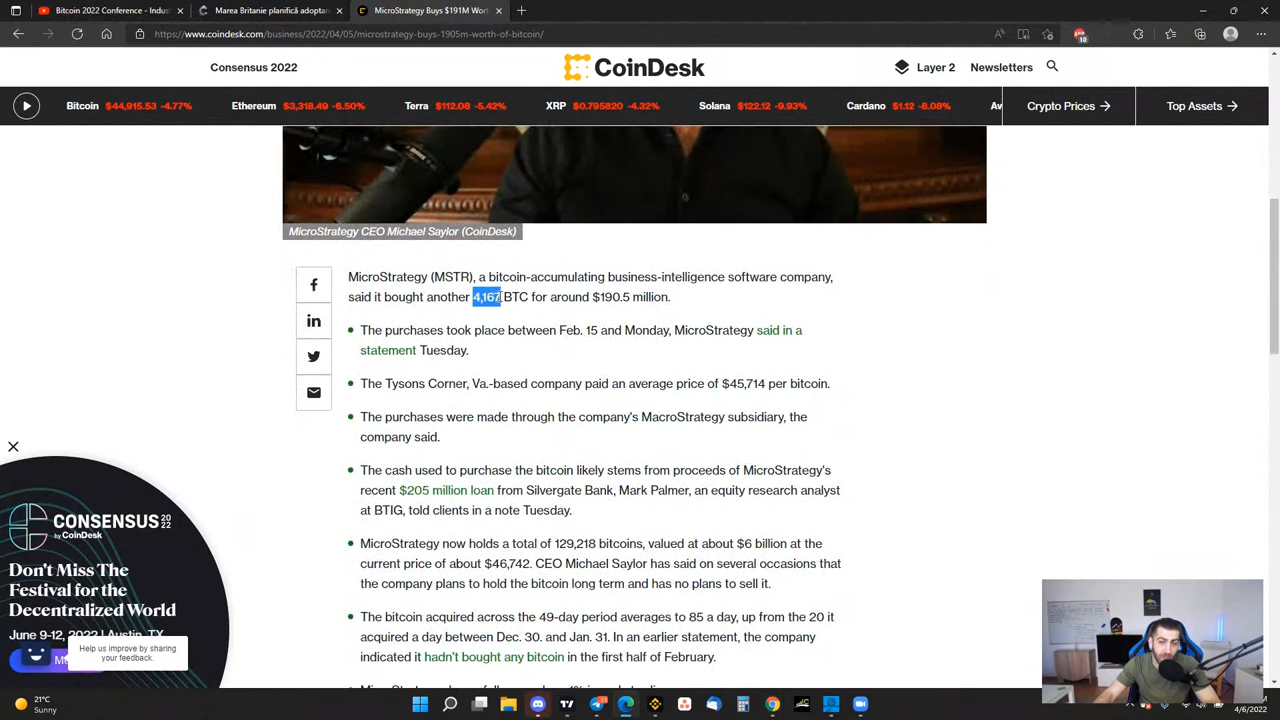 Bitcoin 2022 Conference - Indus
Marea Britanie planifică adoptar
MicroStrategy Buys $191M Wort
https://www.coindesk.com/business/2022/04/05/microstrategy-buys-1905m-worth-of-bitcoin/
10
Consensus 2022
CoinDesk
Layer 2
Newsletters
Bitcoin $44,915.53 -4.77%
Ethereum $3,318.49 -6.50%
Terra $112.08 -5.42%
XRP $0.795820 -4.32%
Solana $122.12 -9.93%
Cardano $1.12 -8.08%
Av
Crypto Prices
Top Assets
MicroStrategy CEO Michael Saylor (CoinDesk)
MicroStrategy (MSTR), a bitcoin-accumulating business-intelligence software company,
said it bought another 4,167 BTC for around $190.5 million.
The purchases took place between Feb. 15 and Monday, MicroStrategy said in a
statement Tuesday.
The Tysons Corner, Va.-based company paid an average price of $45,714 per bitcoin.
The purchases were made through the company's MacroStrategy subsidiary, the
company said.
The cash used to purchase the bitcoin likely stems from proceeds of MicroStrategy's
recent $205 million loan from Silvergate Bank, Mark Palmer, an equity research analyst
at BTIG, told clients in a note Tuesday.
MicroStrategy now holds a total of 129,218 bitcoins, valued at about $6 billion at the
current price of about $46,742. CEO Michael Saylor has said on several occasions that
the company plans to hold the bitcoin long term and has no plans to sell it.
The bitcoin acquired across the 49-day period averages to 85 a day, up from the 20 it
acquired a day between Dec. 30. and Jan. 31. In an earlier statement, the company
indicated it hadn't bought any bitcoin in the first half of February.
CONSENSUS 20
22
by CoinDesk
Don't Miss The
Festival for the
Decentralized World
June 9-12, 2022 | Austin, TX
Help us improve by sharing
your feedback.
21°C
Sunny
4/6/2022